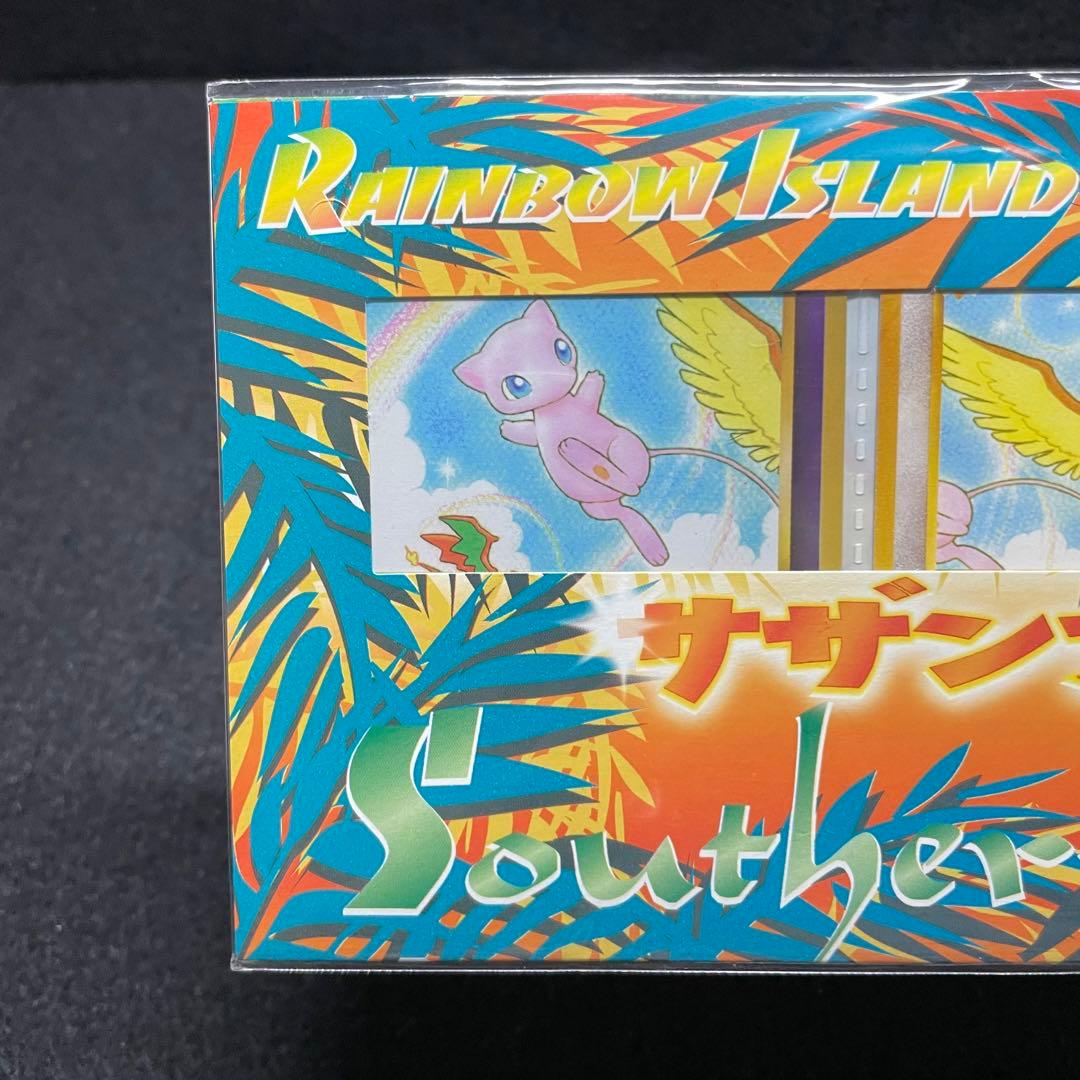 RAINBOW ISLAND
サザン
Souther